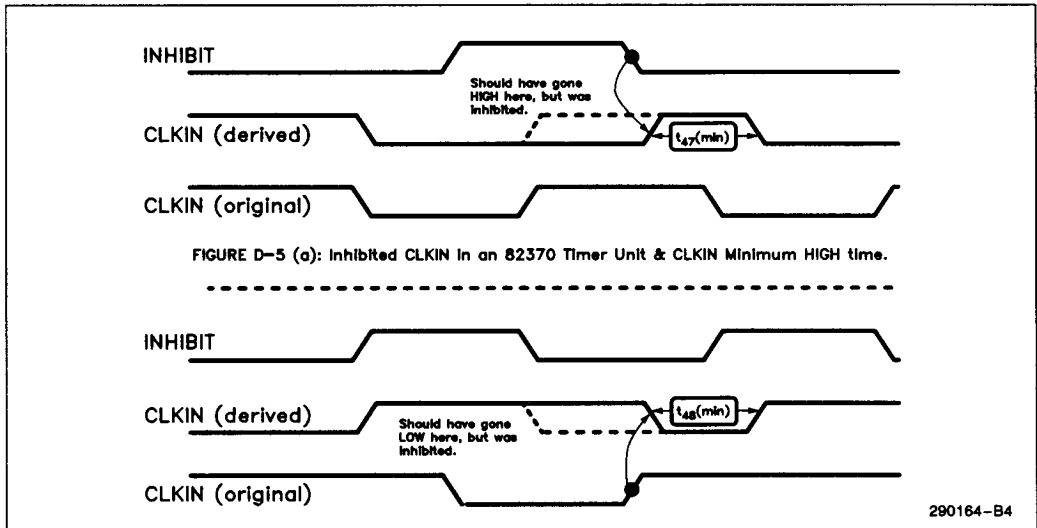 INHIBIT
Should have gone
HIGH here, but was
inhibited.
CLKIN (derived)
t47(min)
CLKIN (original)
FIGURE D-5 (a): Inhibited CLKIN in an 82370 Timer Unit & CLKIN Minimum HIGH time.
INHIBIT
CLKIN (derived)
t48(min)
Should have gone
LOW here, but was
inhibited.
CLKIN (original)
290164-B4